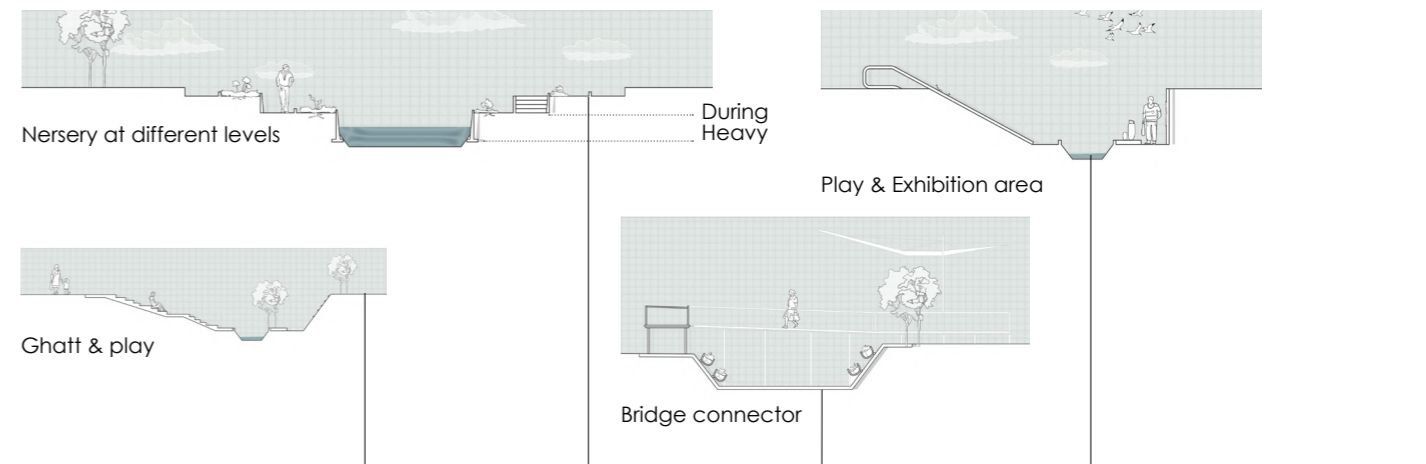 Nersery at different levels
During
Heavy
Play & Exhibition area
Ghatt & play
Bridge connector